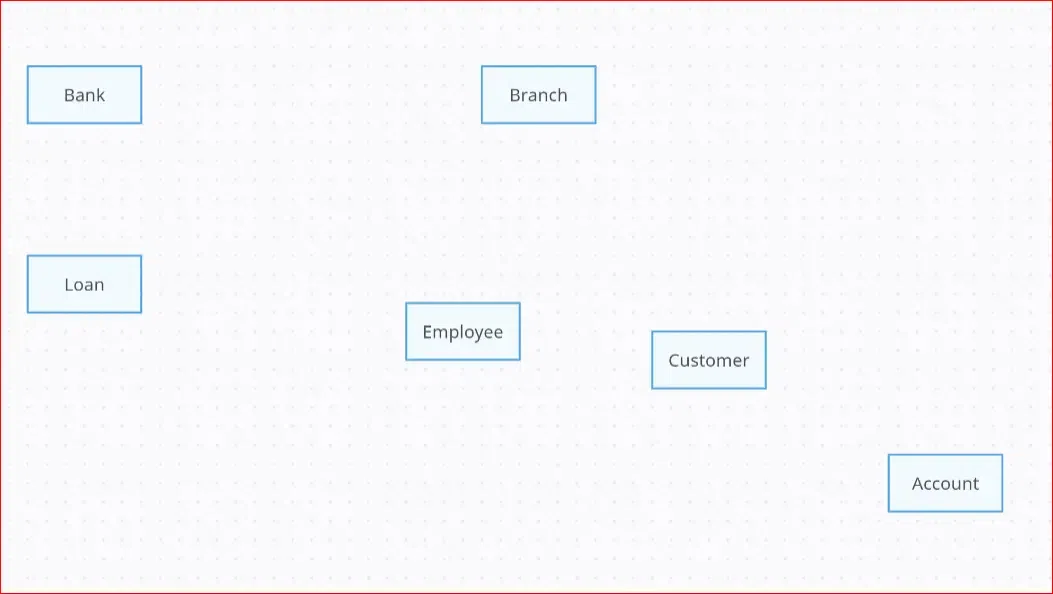 Bank
Branch
Loan
Employee
Customer
Account